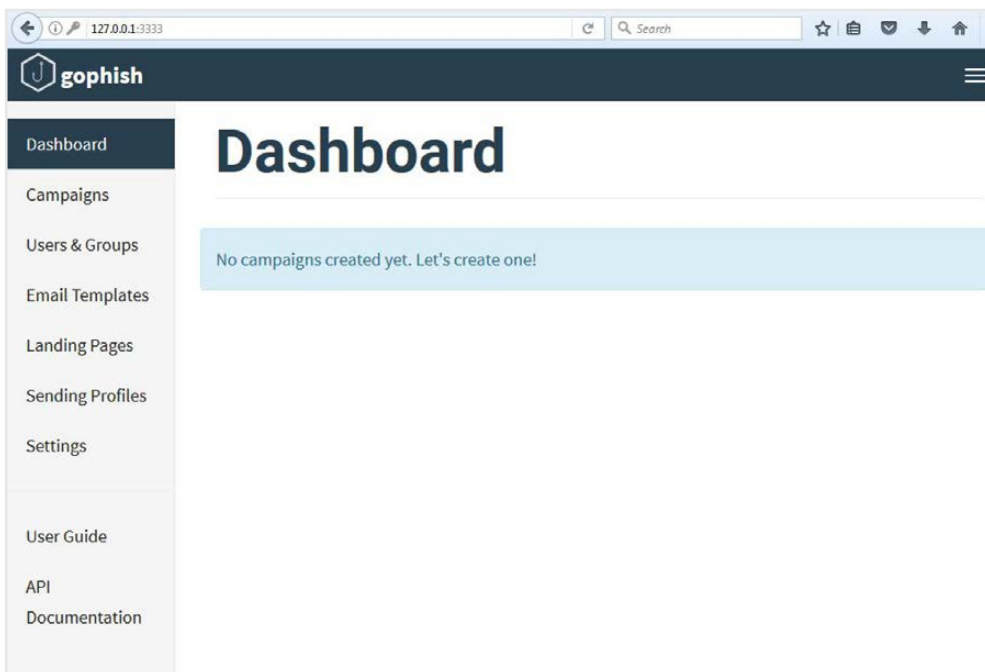 127.0.0.1:3333
Search
gophish
Dashboard
Dashboard
Campaigns
Users & Groups
No campaigns created yet. Let's create one!
Email Templates
Landing Pages
Sending Profiles
Settings
User Guide
API
Documentation